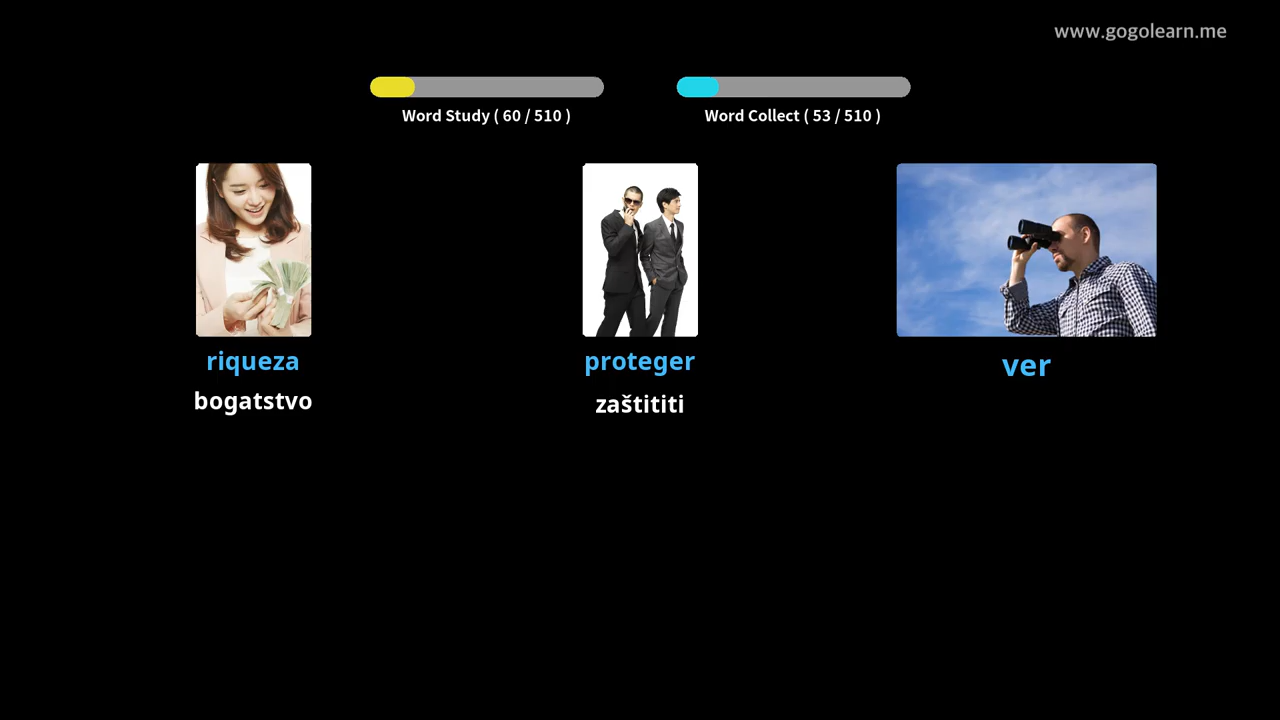 www.gogolearn.me
Word Study ( 60 / 510 )
Word Collect ( 53 / 510 )
riqueza
proteger
ver
bogatstvo
zaštititi